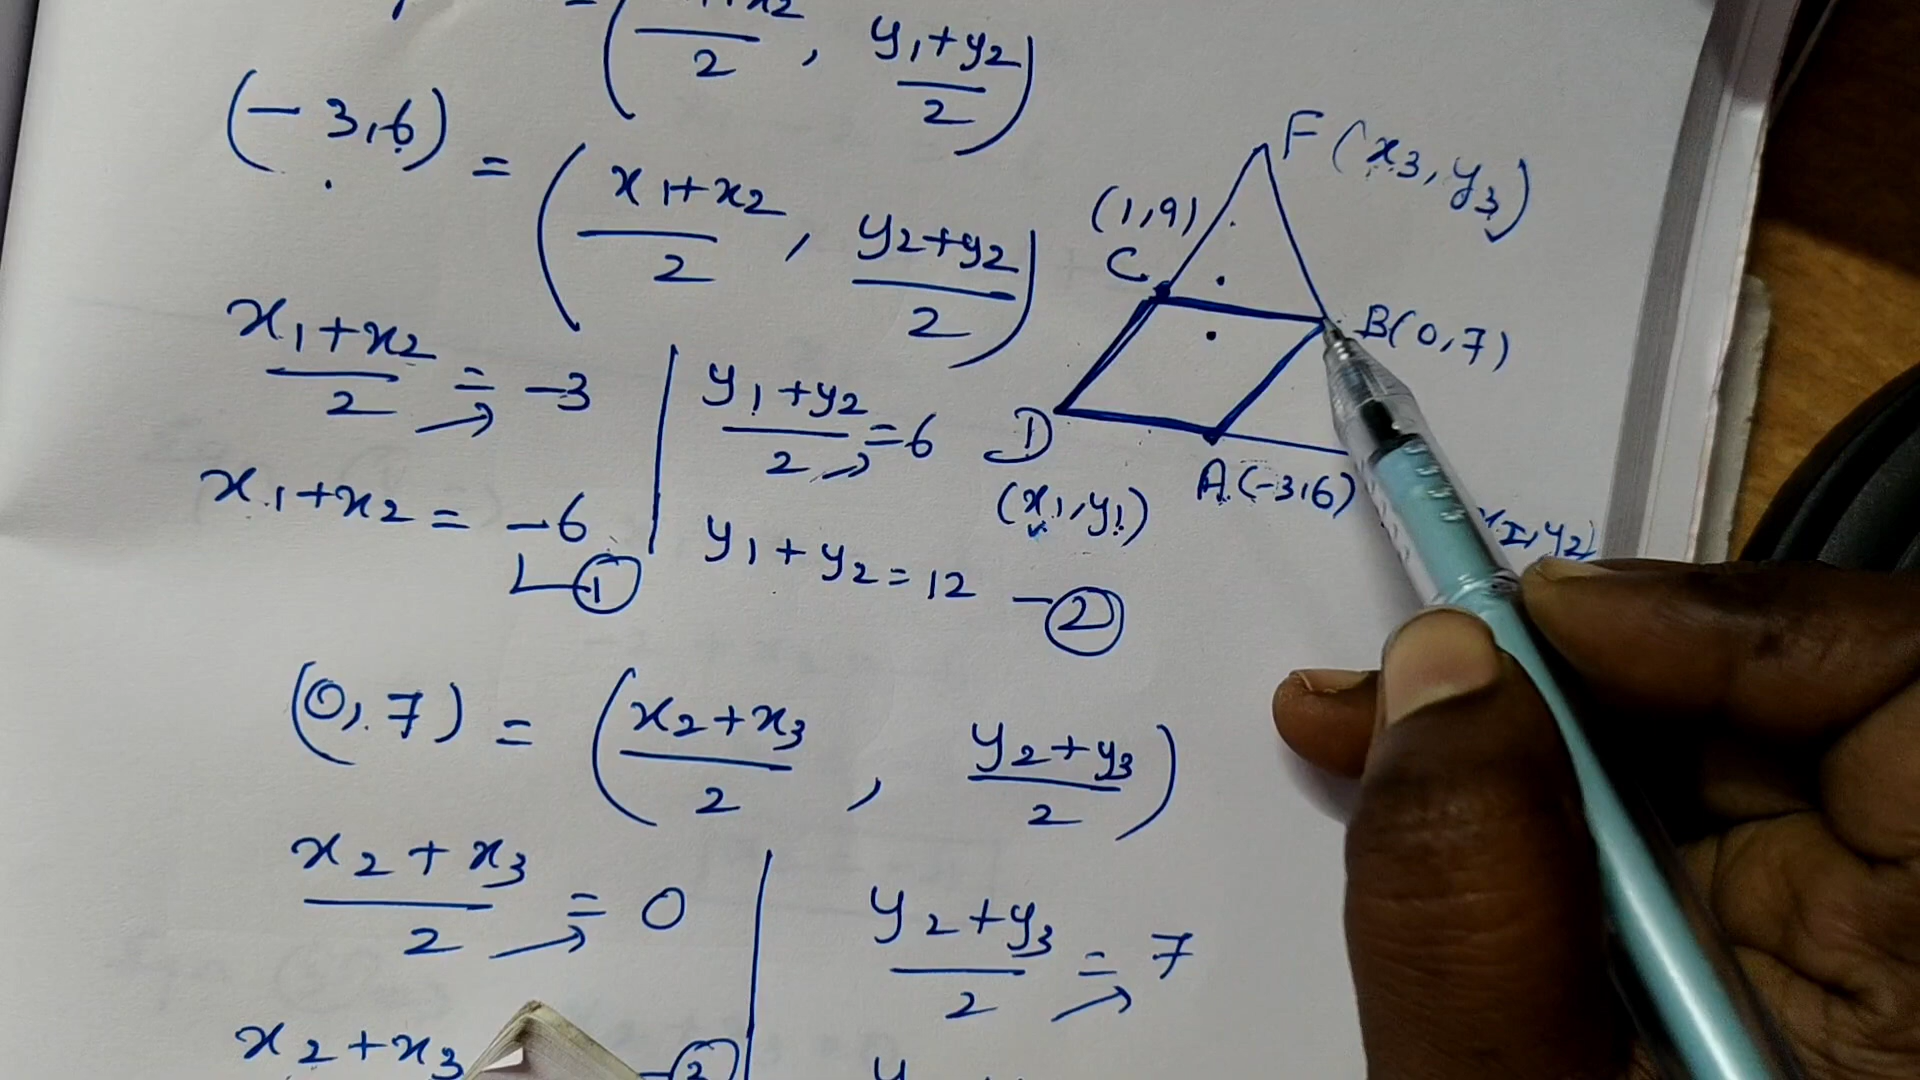 = (x1+x2/2, y1+y2/2)
(-3,6) = (x1+x2/2, y2+y2/2)
x1+x2/2 = -3 | y1+y2/2 = 6
x1+x2 = -6 | y1+y2 = 12 - ②
①
(0,7) = (x2+x3/2, y2+y3/2)
x2+x3/2 = 0 | y2+y3/2 = 7
x2+x3
F(x3,y3)
(1,9)
C
B(0,7)
D
(x1,y1)
A(-3,6)
y2)